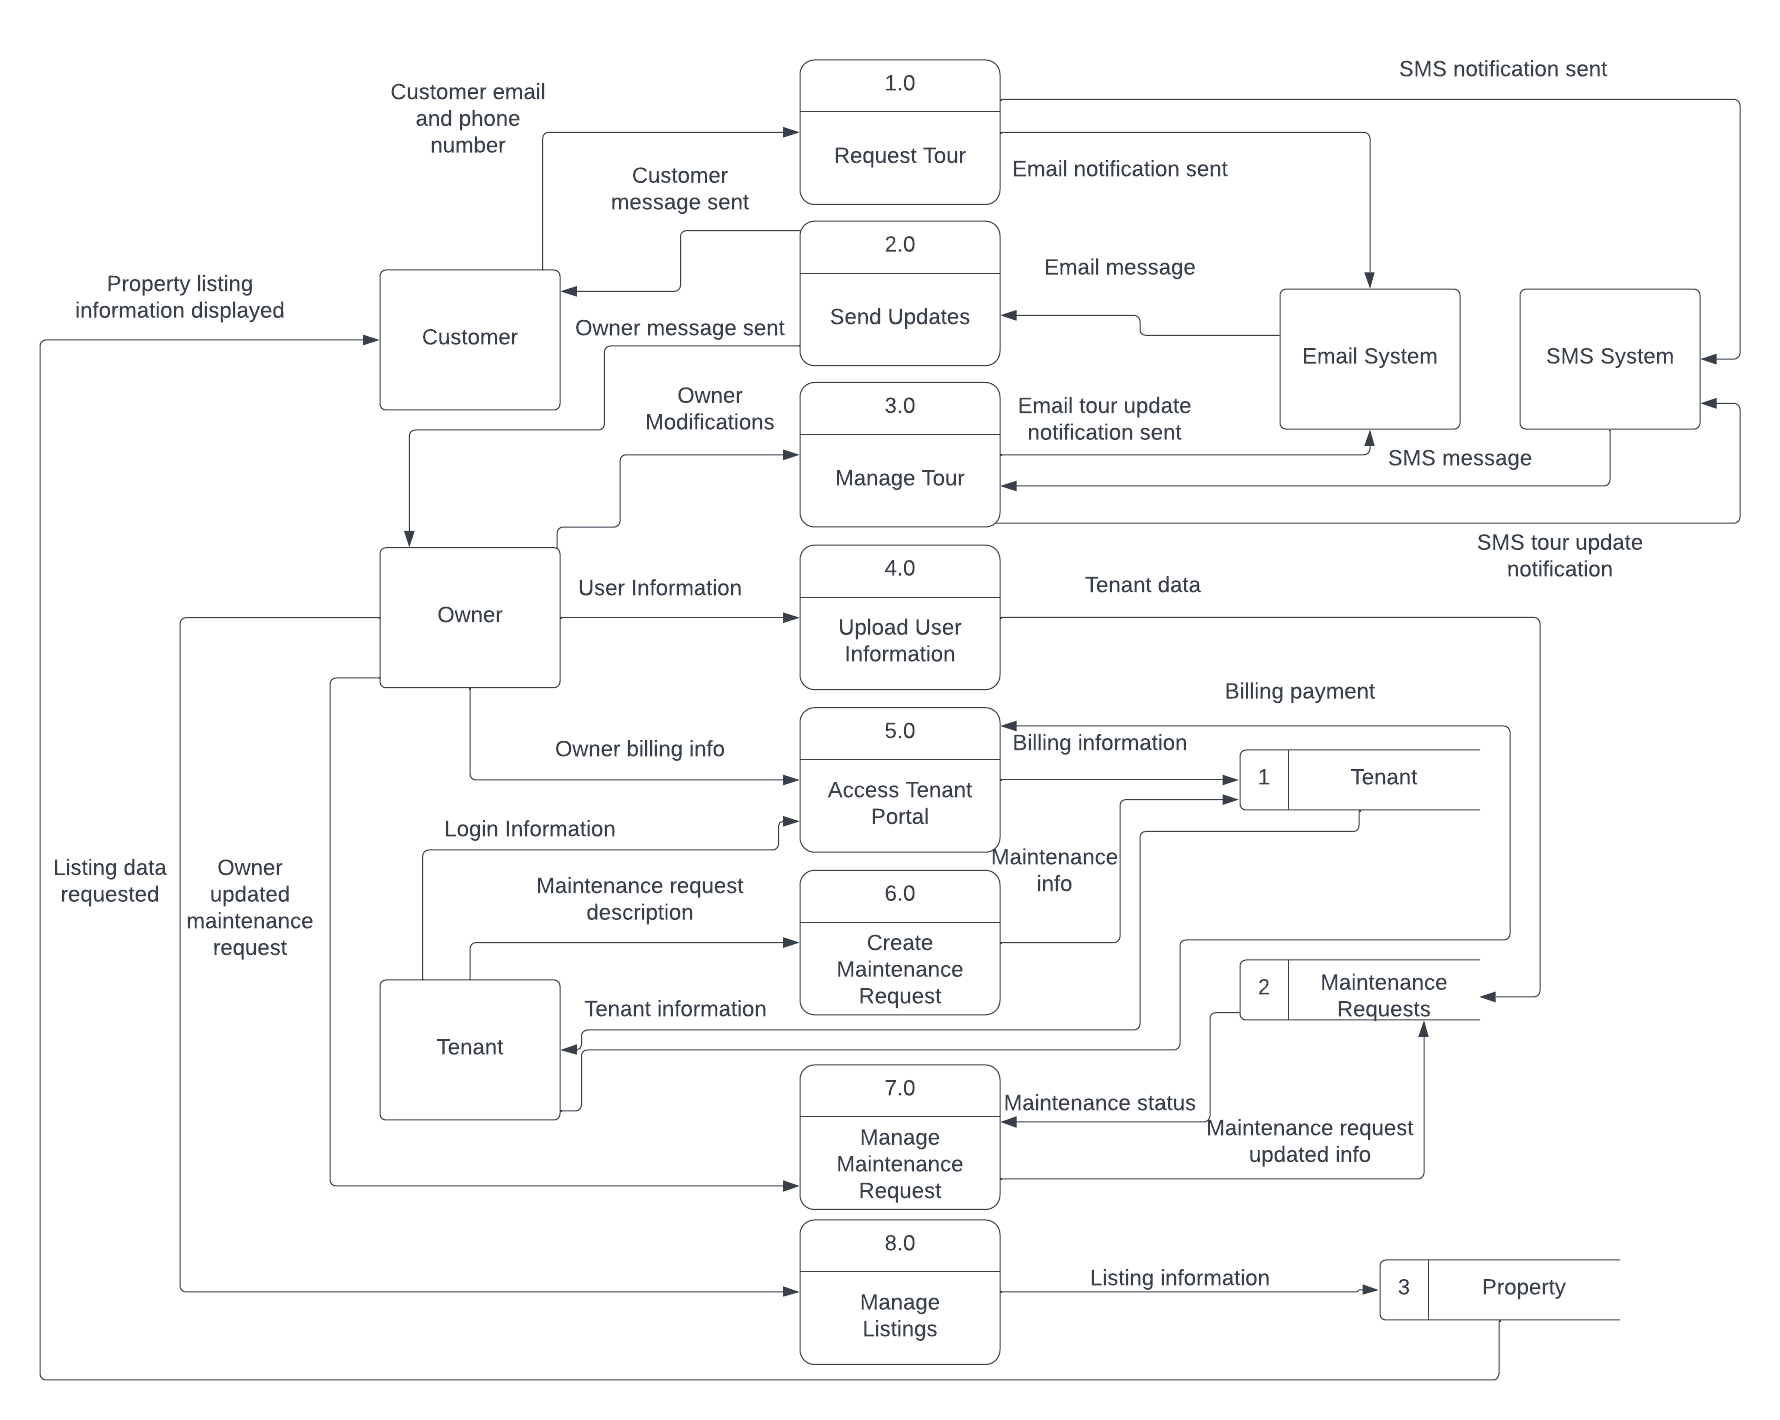 SMS notification sent
1.0
Customer email
and phone
number
Request Tour
Email notification sent
Customer
message sent
2.0
Email message
Property listing
information displayed
Send Updates
Owner message sent
Customer
Email System
SMS System
Owner
Modifications
3.0
Email tour update
notification sent
SMS message
Manage Tour
SMS tour update
notification
4.0
User Information
Tenant data
Owner
Upload User
Information
Billing payment
5.0
Owner billing info
Billing information
1
Tenant
Access Tenant
Portal
Login Information
Listing data
requested
Owner
updated
maintenance
request
Maintenance
info
Maintenance request
description
6.0
Create
Maintenance
Request
2
Maintenance
Requests
Tenant information
Tenant
7.0
Maintenance status
Maintenance request
updated info
Manage
Maintenance
Request
8.0
Listing information
3
Property
Manage
Listings